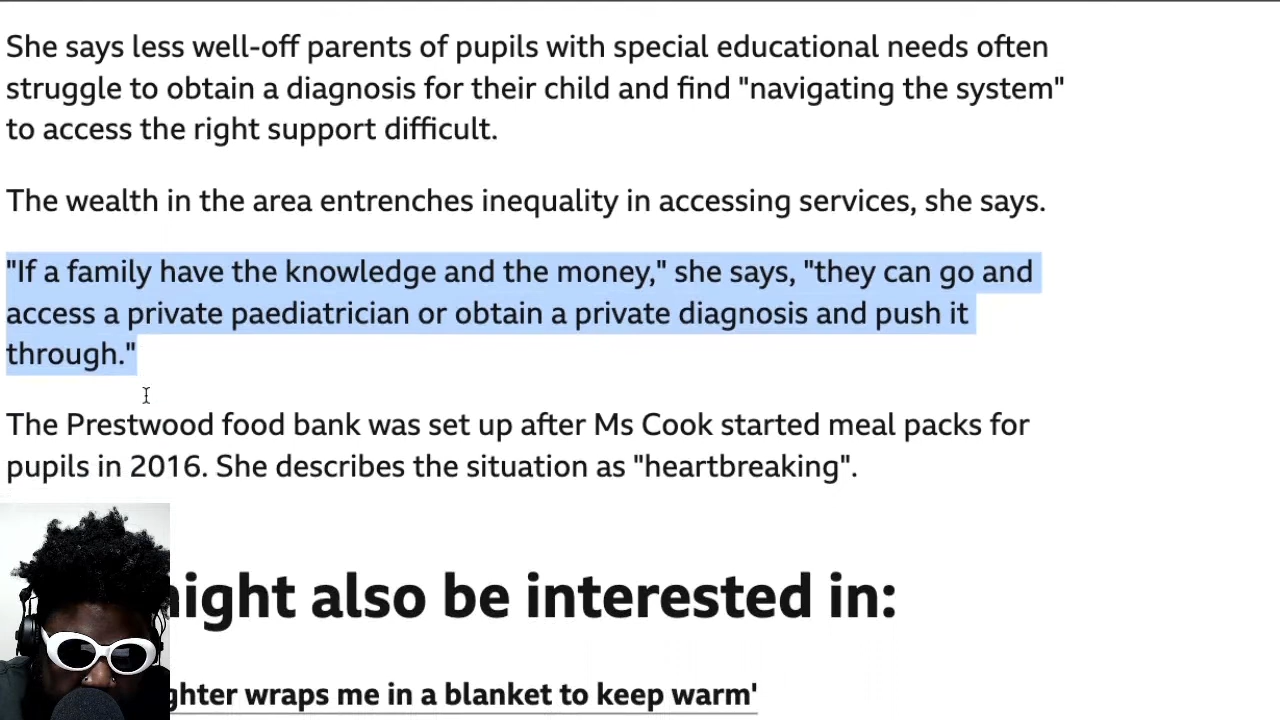 She says less well-off parents of pupils with special educational needs often
struggle to obtain a diagnosis for their child and find "navigating the system"
to access the right support difficult.
The wealth in the area entrenches inequality in accessing services, she says.
"If a family have the knowledge and the money," she says, "they can go and
access a private paediatrician or obtain a private diagnosis and push it
through."
The Prestwood food bank was set up after Ms Cook started meal packs for
pupils in 2016. She describes the situation as "heartbreaking".
also be interested in:
wraps me in a blanket to keep warm'